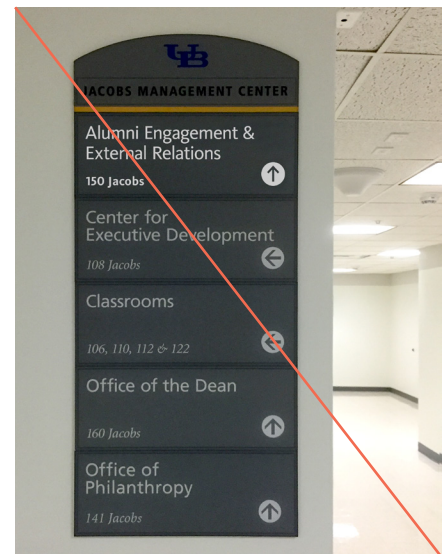 UB
JACOBS MANAGEMENT CENTER
Alumni Engagement &
External Relations
150 Jacobs
Center for
Executive Development
108 Jacobs
Classrooms
106, 110, 112 & 122
Office of the Dean
160 Jacobs
Office of
Philanthropy
141 Jacobs